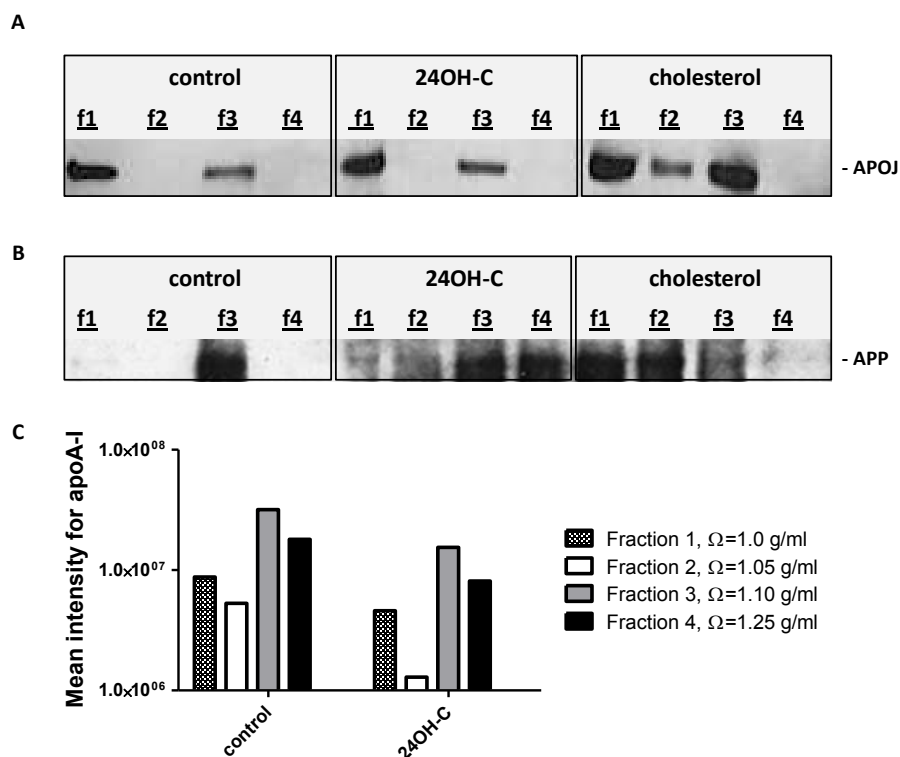 A
control 24OH-C cholesterol
f1 f2 f3 f4 f1 f2 f3 f4 f1 f2 f3 f4
- APOJ
B
control 24OH-C cholesterol
f1 f2 f3 f4 f1 f2 f3 f4 f1 f2 f3 f4
- APP
C
Mean intensity for apoA-I
1.0×10⁰⁸
1.0×10⁰⁷
1.0×10⁰⁶
control
24OH-C
Fraction 1, Ω=1.0 g/ml
Fraction 2, Ω=1.05 g/ml
Fraction 3, Ω=1.10 g/ml
Fraction 4, Ω=1.25 g/ml